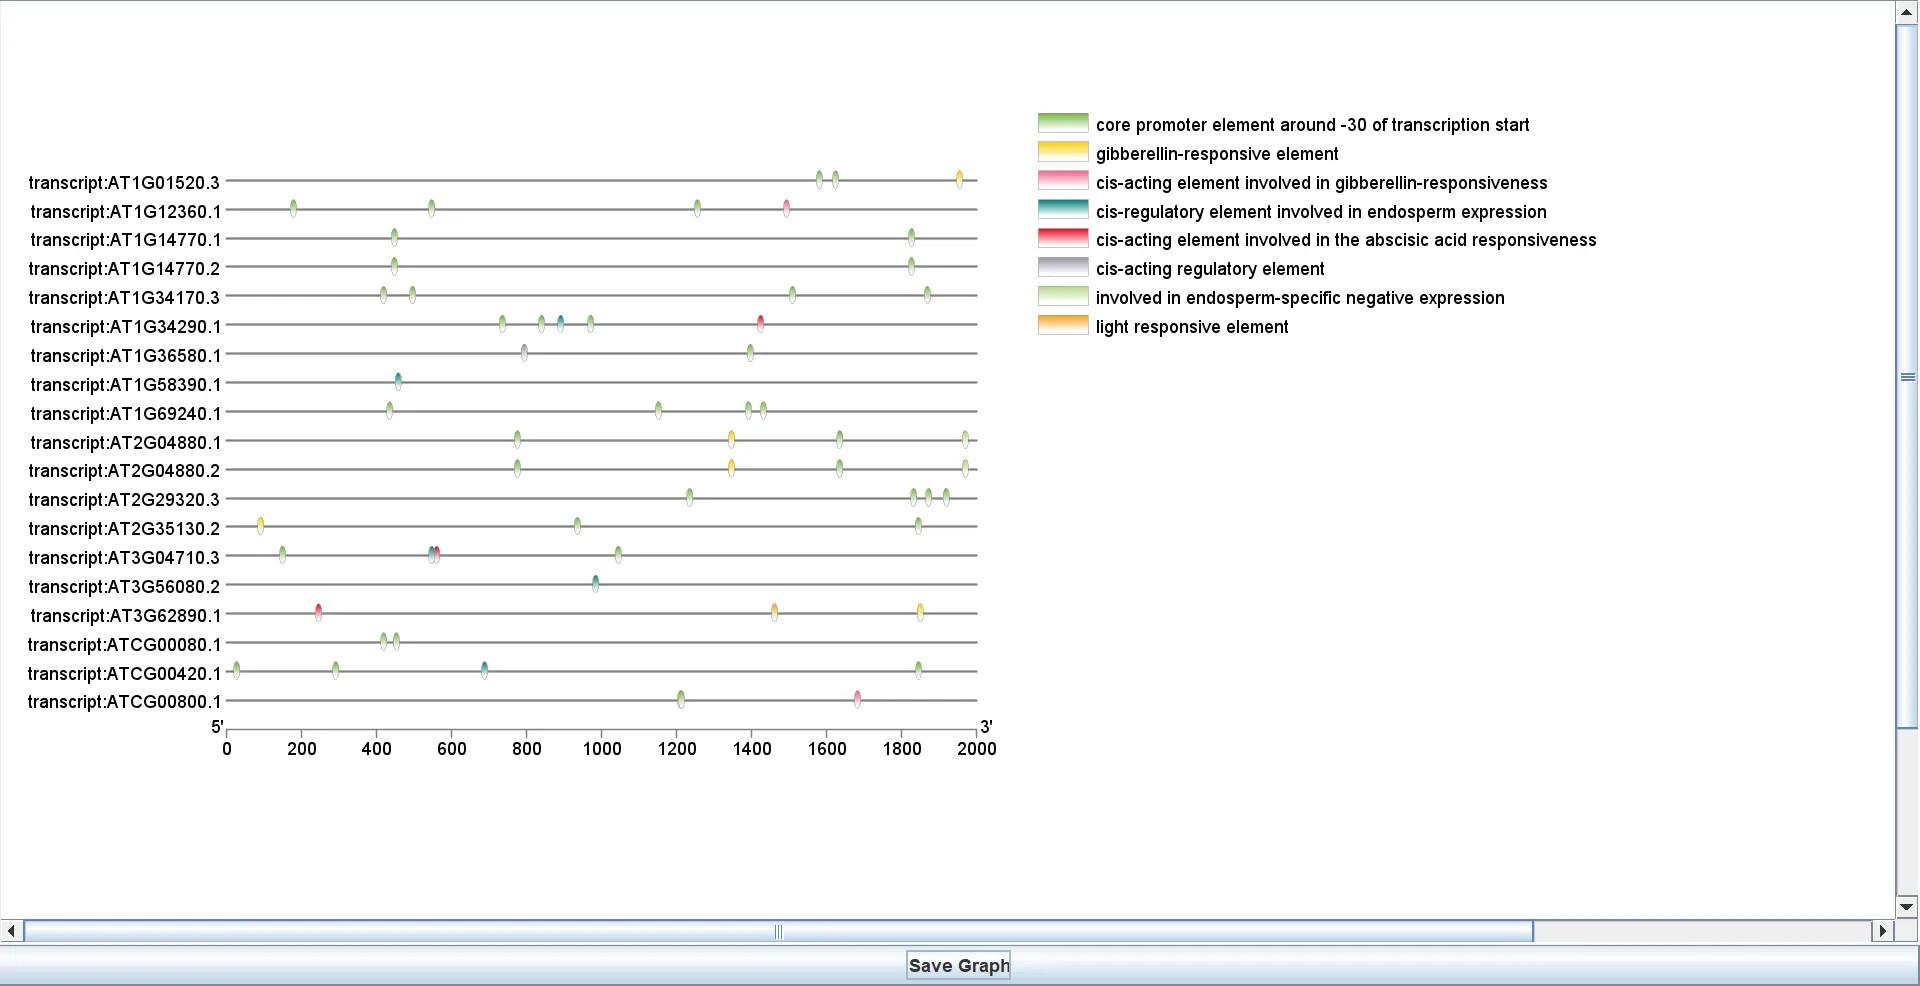 core promoter element around -30 of transcription start
gibberellin-responsive element
cis-acting element involved in gibberellin-responsiveness
cis-regulatory element involved in endosperm expression
cis-acting element involved in the abscisic acid responsiveness
cis-acting regulatory element
involved in endosperm-specific negative expression
light responsive element
transcript:AT1G01520.3
transcript:AT1G12360.1
transcript:AT1G14770.1
transcript:AT1G14770.2
transcript:AT1G34170.3
transcript:AT1G34290.1
transcript:AT1G36580.1
transcript:AT1G58390.1
transcript:AT1G69240.1
transcript:AT2G04880.1
transcript:AT2G04880.2
transcript:AT2G29320.3
transcript:AT2G35130.2
transcript:AT3G04710.3
transcript:AT3G56080.2
transcript:AT3G62890.1
transcript:ATCG00080.1
transcript:ATCG00420.1
transcript:ATCG00800.1
5' 3'
0 200 400 600 800 1000 1200 1400 1600 1800 2000
Save Graph